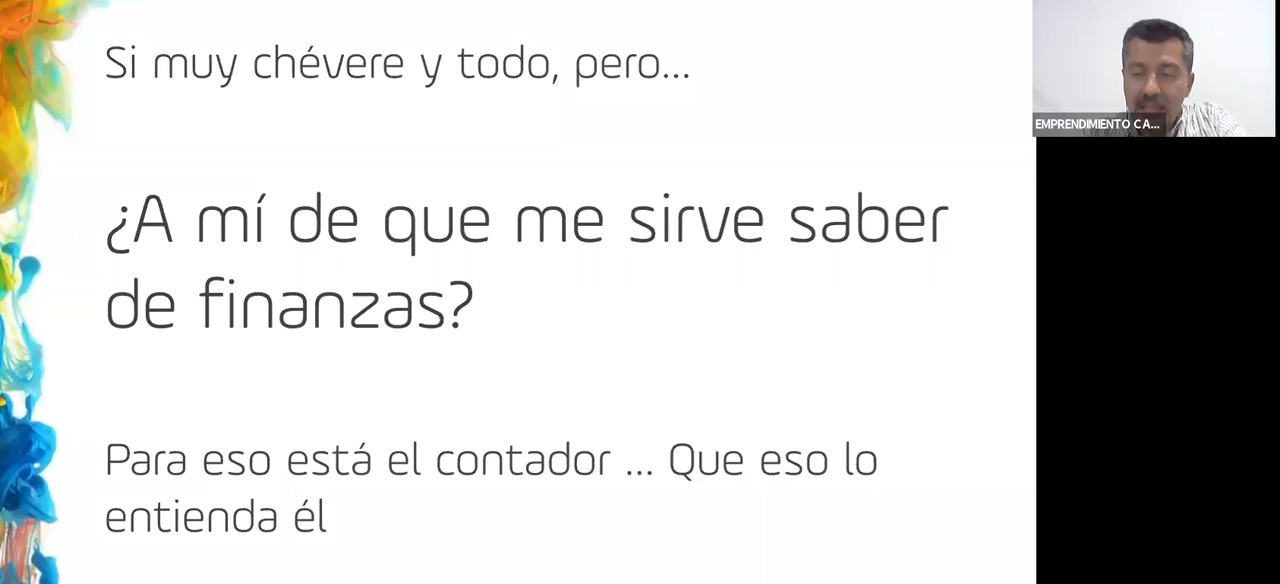 Si muy chévere y todo, pero...
¿A mí de que me sirve saber
de finanzas?
Para eso está el contador ... Que eso lo
entienda él
EMPRENDIMIENTO CA...